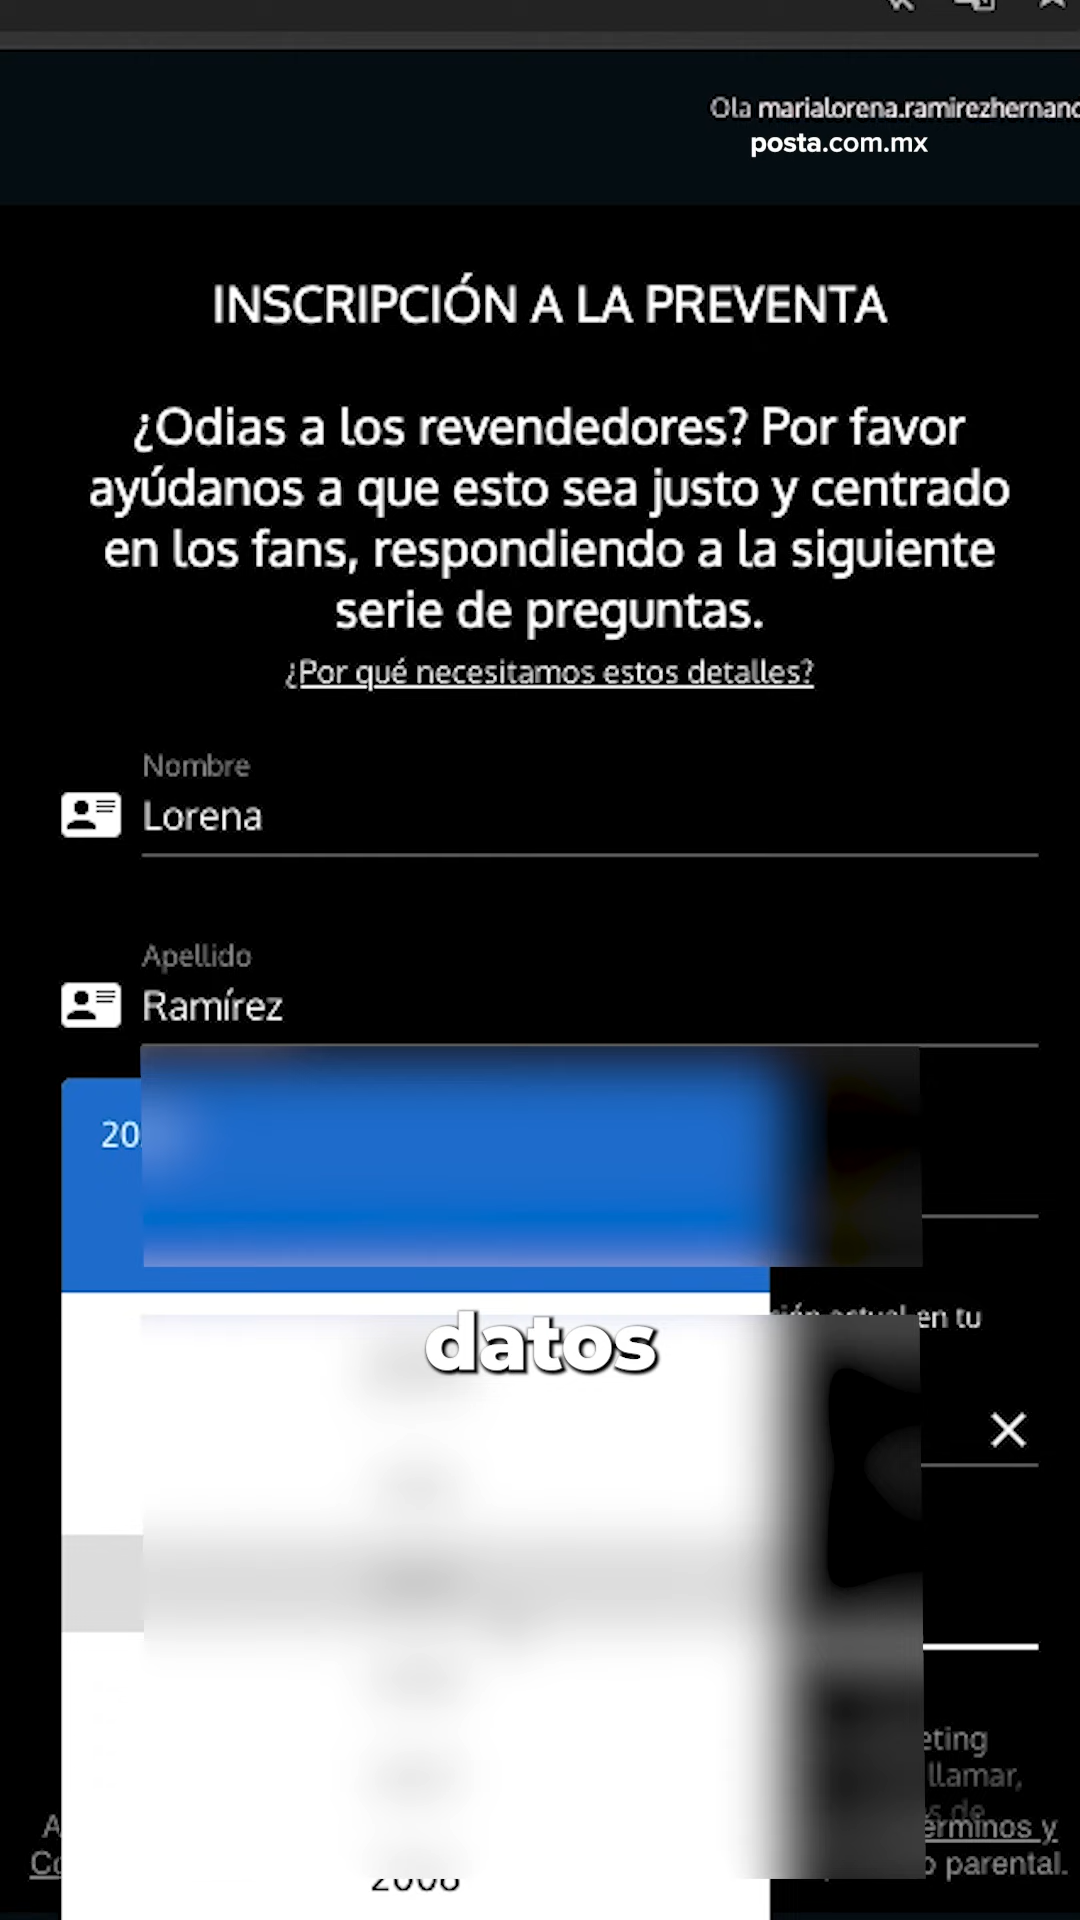 Ola marialorena.ramirezhernand
posta.com.mx
INSCRIPCIÓN A LA PREVENTA
¿Odias a los revendedores? Por favor
ayúdanos a que esto sea justo y centrado
en los fans, respondiendo a la siguiente
serie de preguntas.
¿Por qué necesitamos estos detalles?
Nombre
Lorena
Apellido
Ramírez
20
en tu
datos
llamar,
parental.